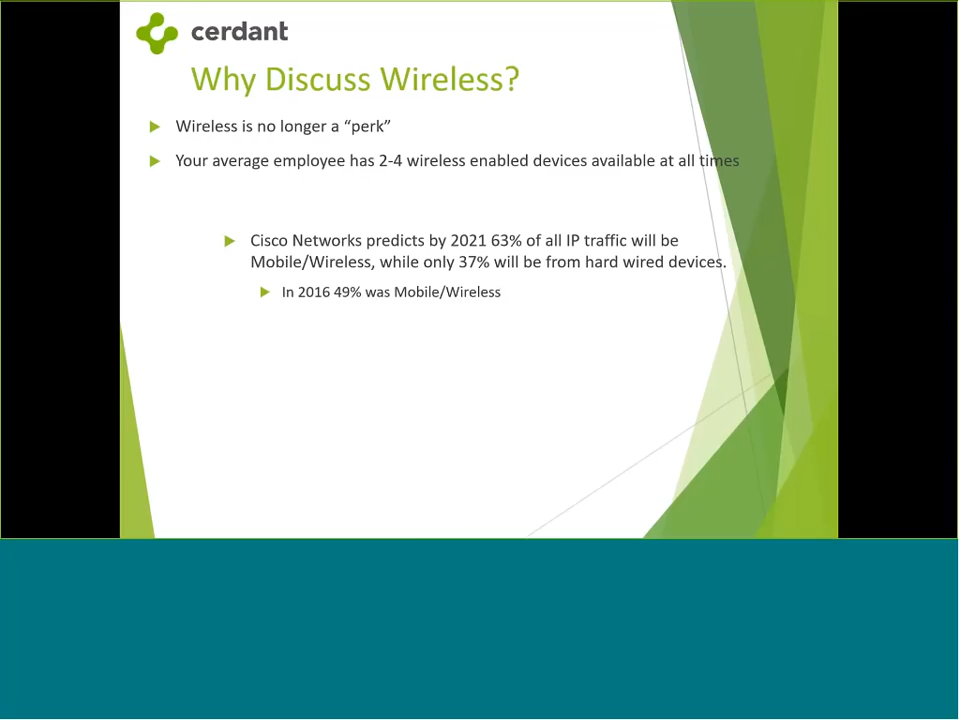 cerdant
Why Discuss Wireless?
Wireless is no longer a “perk”
Your average employee has 2-4 wireless enabled devices available at all times
Cisco Networks predicts by 2021 63% of all IP traffic will be
Mobile/Wireless, while only 37% will be from hard wired devices.
In 2016 49% was Mobile/Wireless